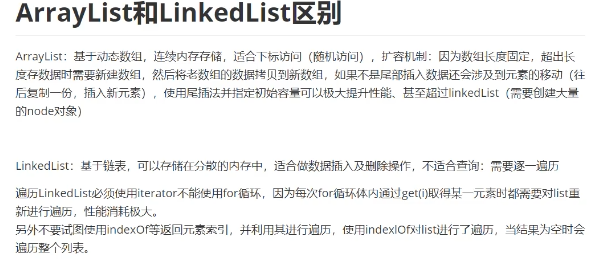 ArrayList和LinkedList区别
ArrayList：基于动态数组，连续内存存储，适合下标访问（随机访问），扩容机制：因为数组长度固定，超出长
度存数据时需要新建数组，然后将老数组的数据拷贝到新数组，如果不是尾部插入数据还会涉及到元素的移动（往
后复制一份，插入新元素），使用尾插法并指定初始容量可以极大提升性能、甚至超过linkedList（需要创建大量
的node对象）
LinkedList：基于链表，可以存储在分散的内存中，适合做数据插入及删除操作，不适合查询：需要逐一遍历
遍历LinkedList必须使用iterator不能使用for循环，因为每次for循环体内通过get(i)取得某一元素时都需要对list重
新进行遍历，性能消耗极大。
另外不要试图使用indexOf等返回元素索引，并利用其进行遍历，使用indexlOf对list进行了遍历，当结果为空时会
遍历整个列表。